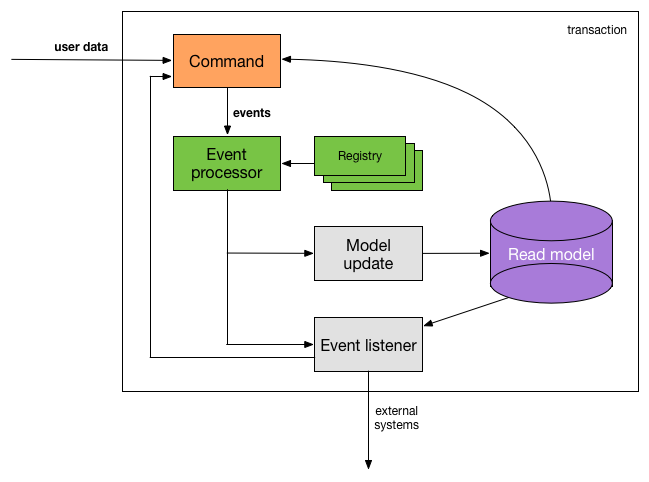 transaction
user data
Command
events
Event
processor
Registry
Model
update
Read model
Event listener
external
systems